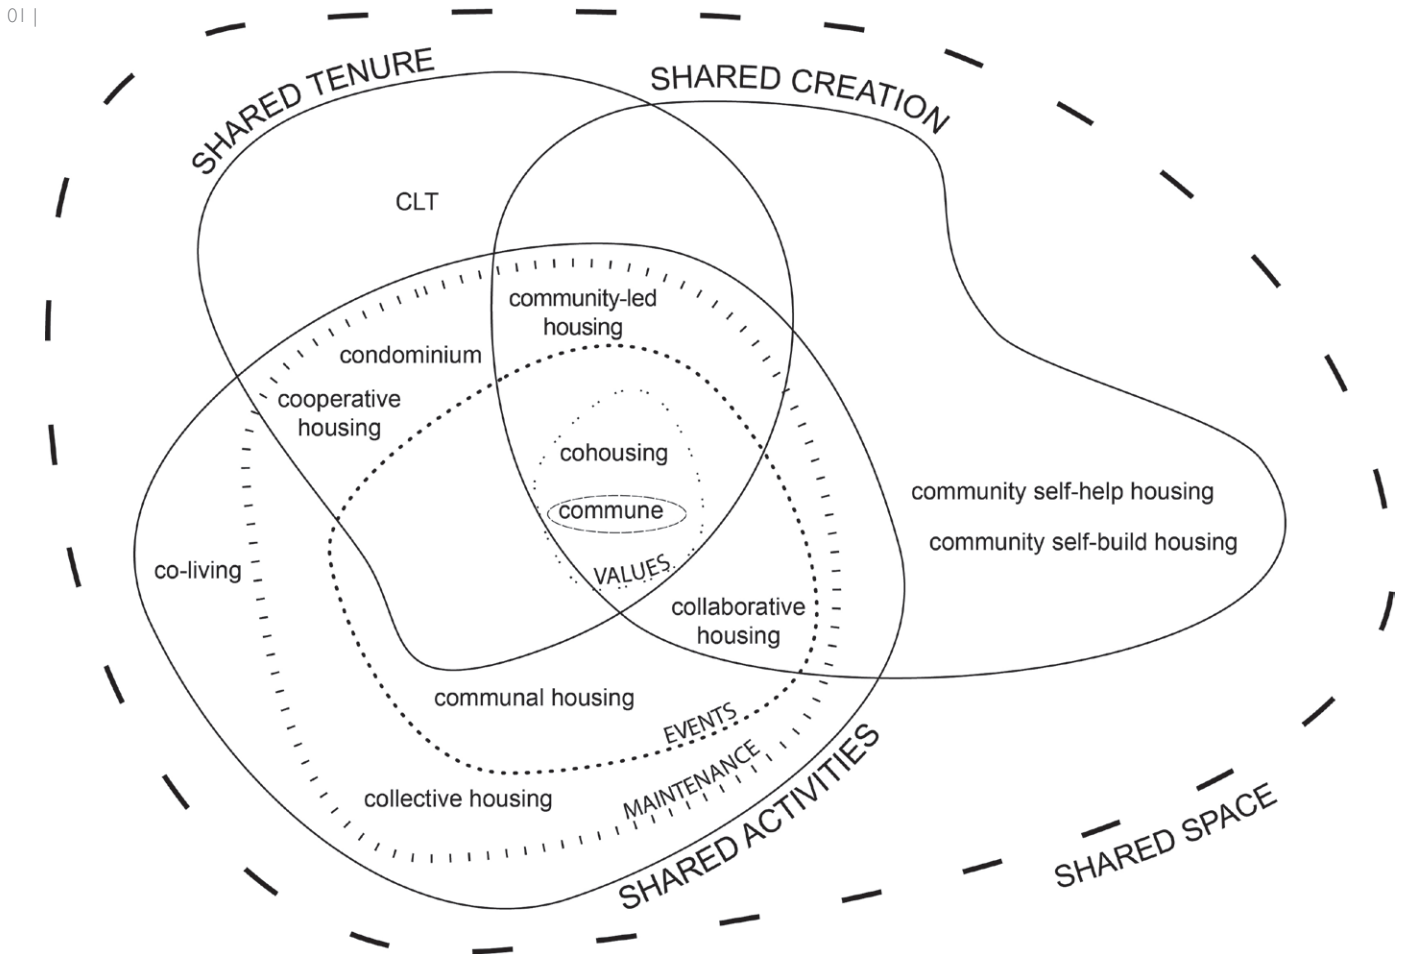 01 |
SHARED TENURE
SHARED CREATION
CLT
community-led
housing
condominium
cooperative
housing
cohousing
commune
VALUES
community self-help housing
community self-build housing
co-living
collaborative
housing
communal housing
EVENTS
MAINTENANCE
collective housing
SHARED ACTIVITIES
SHARED SPACE